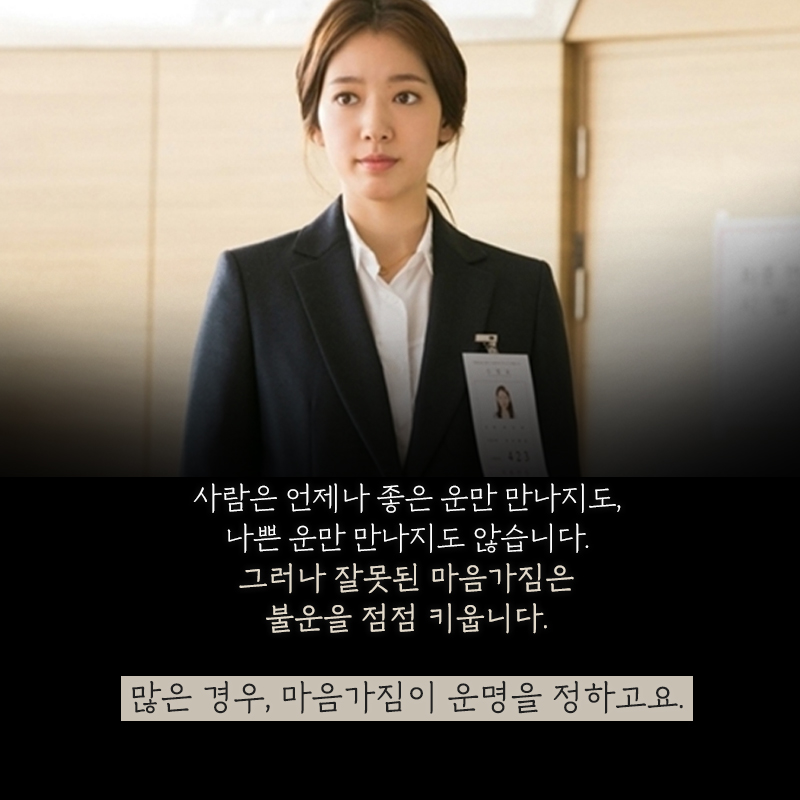 사람은 언제나 좋은 운만 만나지도,
나쁜 운만 만나지도 않습니다.
그러나 잘못된 마음가짐은
불운을 점점 키웁니다.
많은 경우, 마음가짐이 운명을 정하고요.
423